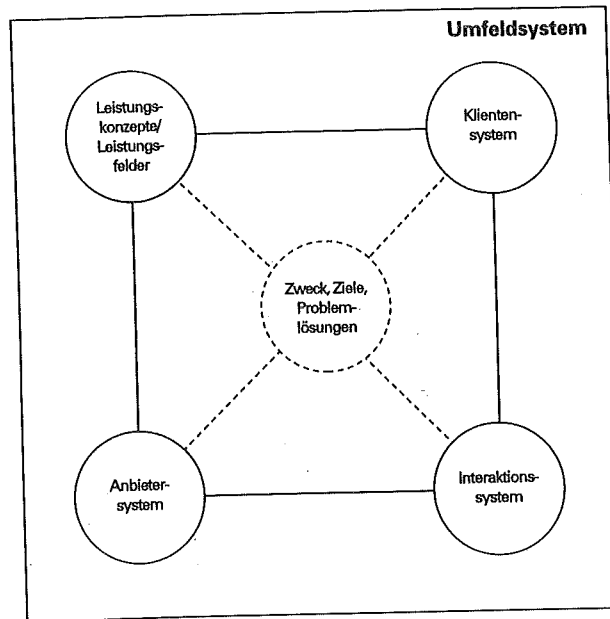 Umfeldsystem
Leistungs-
konzepte/
Leistungs-
felder
Klienten-
system
Zweck, Ziele,
Problem-
lösungen
Anbieter-
system
Interaktions-
system